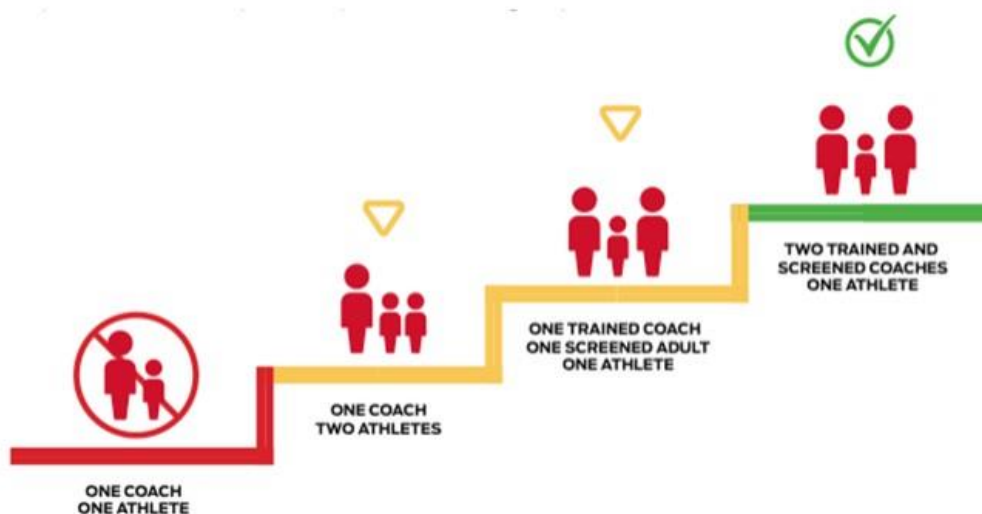 ONE COACH
ONE ATHLETE
ONE COACH
TWO ATHLETES
ONE TRAINED COACH
ONE SCREENED ADULT
ONE ATHLETE
TWO TRAINED AND
SCREENED COACHES
ONE ATHLETE